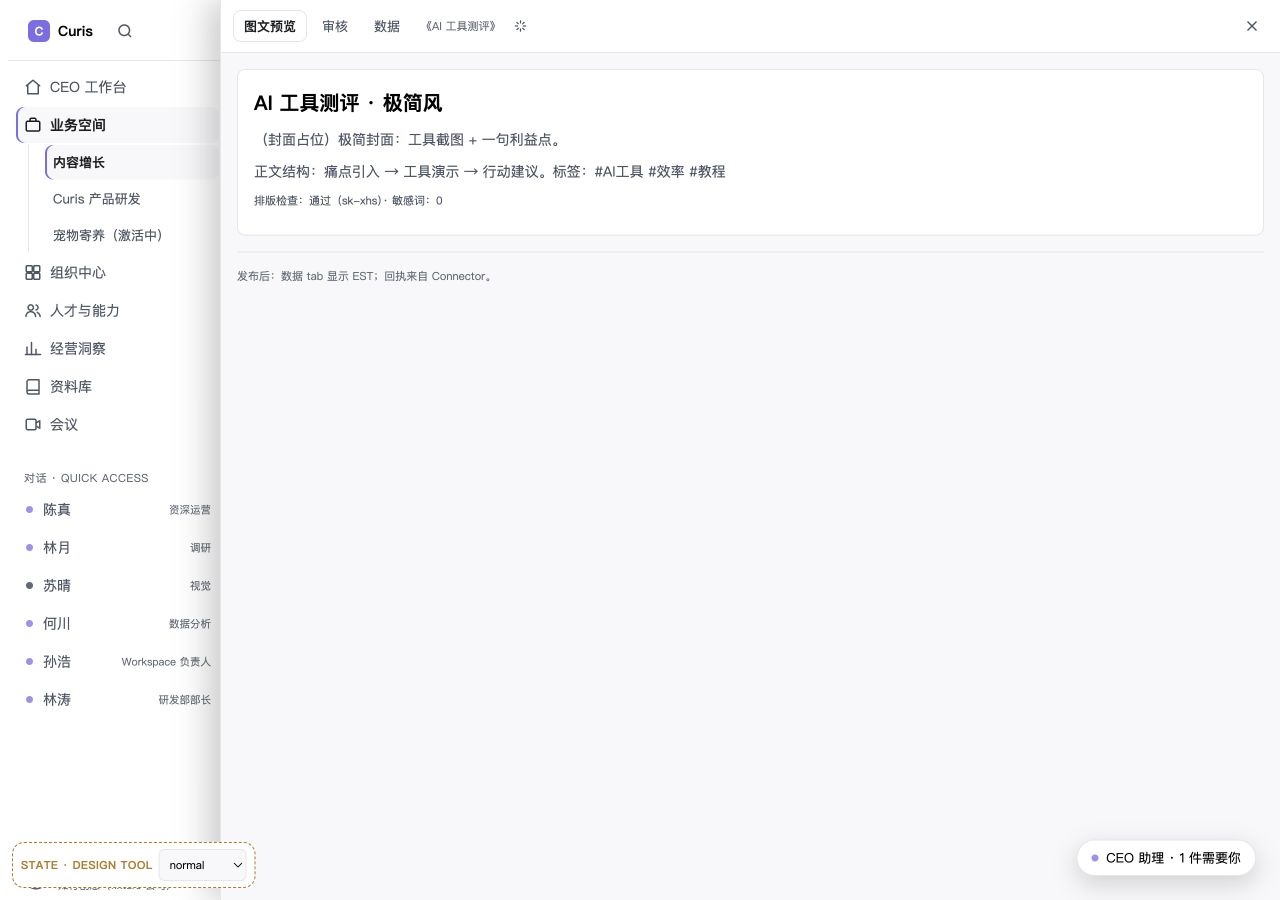 C Curis
CEO 工作台
业务空间
内容增长
Curis 产品研发
宠物寄养（激活中）
组织中心
人才与能力
经营洞察
资料库
会议
对话 · QUICK ACCESS
陈真 资深运营
林月 调研
苏晴 视觉
何川 数据分析
孙浩 Workspace 负责人
林涛 研发部部长
STATE · DESIGN TOOL normal
图文预览 审核 数据 《AI 工具测评》
AI 工具测评 · 极简风
（封面占位）极简封面：工具截图 + 一句利益点。
正文结构：痛点引入 → 工具演示 → 行动建议。标签：#AI工具 #效率 #教程
排版检查：通过（sk-xhs）· 敏感词：0
发布后：数据 tab 显示 EST；回执来自 Connector。
CEO 助理 · 1 件需要你